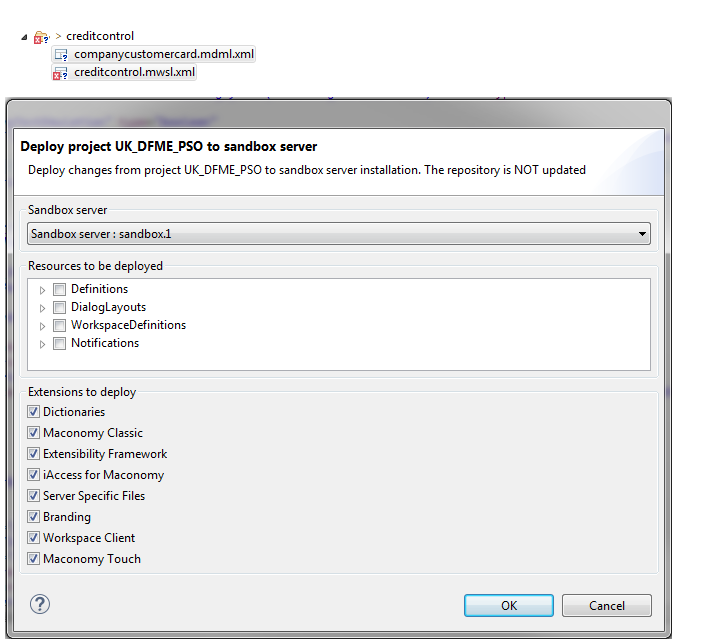 > creditcontrol
companycustomercard.mdml.xml
creditcontrol.mwsl.xml
Deploy project UK_DFME_PSO to sandbox server
Deploy changes from project UK_DFME_PSO to sandbox server installation. The repository is NOT updated
Sandbox server
Sandbox server : sandbox.1
Resources to be deployed
Definitions
DialogLayouts
WorkspaceDefinitions
Notifications
Extensions to deploy
Dictionaries
Maconomy Classic
Extensibility Framework
iAccess for Maconomy
Server Specific Files
Branding
Workspace Client
Maconomy Touch
?
OK Cancel